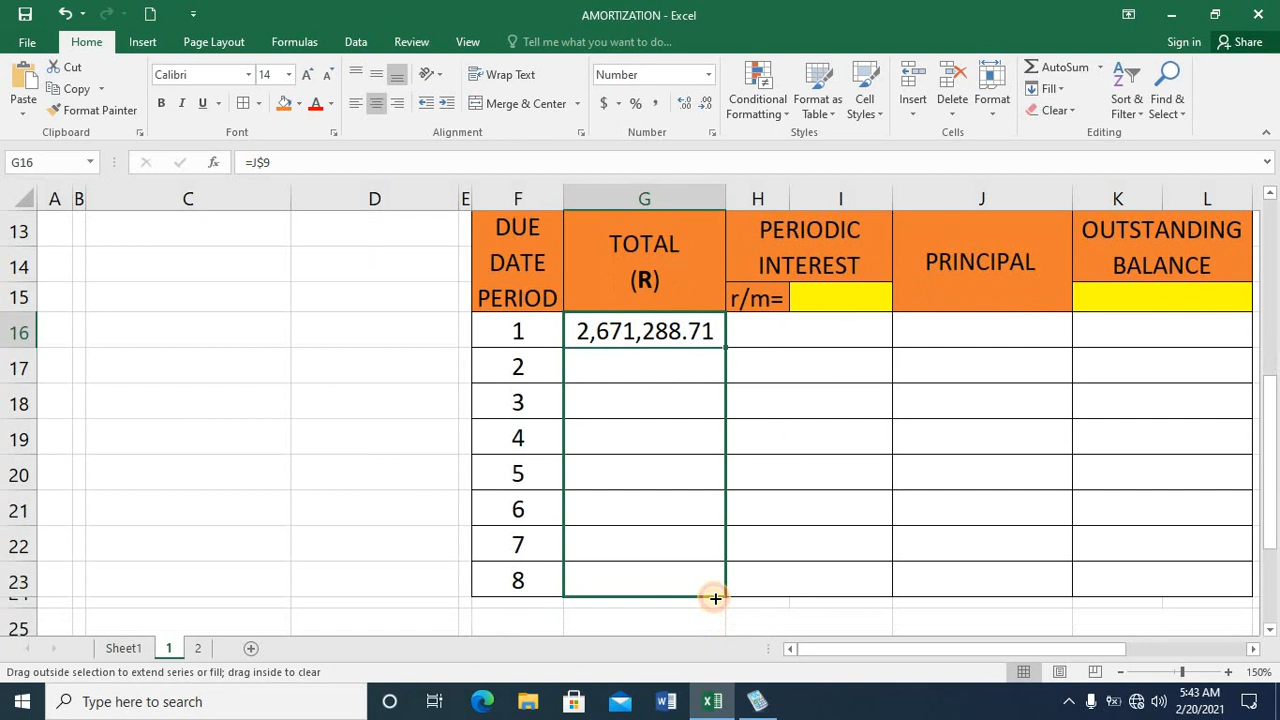 AMORTIZATION - Excel
File Home Insert Page Layout Formulas Data Review View Tell me what you want to do... Sign in Share
Paste Cut Copy Format Painter Clipboard
Calibri 14 A A B I U A Font
Wrap Text Merge & Center Alignment
Number $ % , Number
Conditional Formatting Format as Table Cell Styles Styles
Insert Delete Format Cells
AutoSum Fill Clear Sort & Filter Find & Select Editing
G16 fx =J$9
A B C D E F G H I J K L
13 14 15 16 17 18 19 20 21 22 23 25
DUE DATE PERIOD TOTAL (R) PERIODIC INTEREST r/m= PRINCIPAL OUTSTANDING BALANCE
1 2,671,288.71
2
3
4
5
6
7
8
Sheet1 1 2
Drag outside selection to extend series or fill; drag inside to clear 150%
Type here to search
5:43 AM
2/20/2021